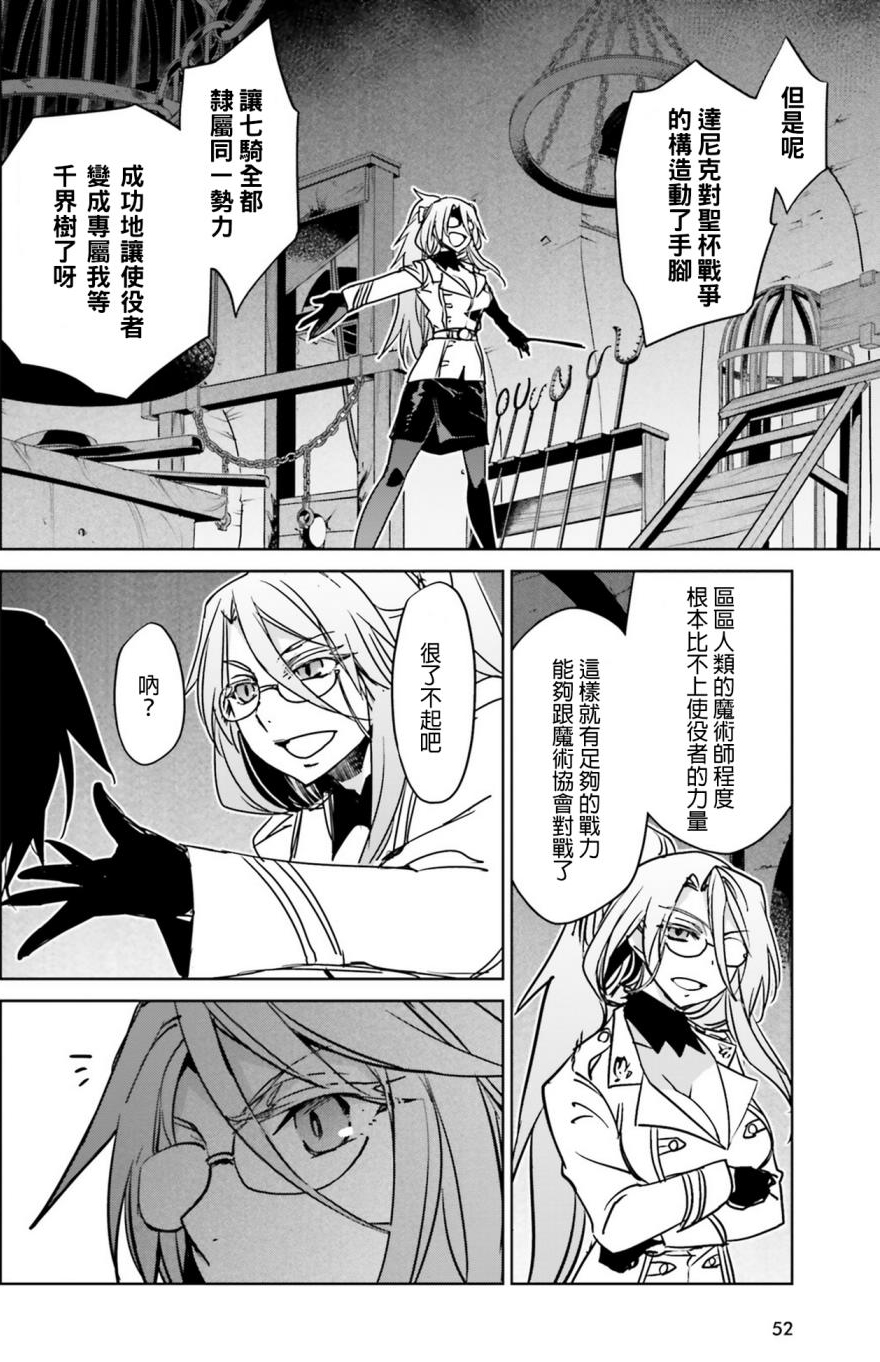 但是呢
達尼克對聖杯戰爭
的構造動了手腳
讓七騎全都
隸屬同一勢力
成功地讓使役者
變成專屬我等
千界樹了呀
區區人類的魔術師程度
根本比不上使役者的力量
這樣就有足夠的戰力
能夠跟魔術協會對戰了
很了不起吧
吶？
52